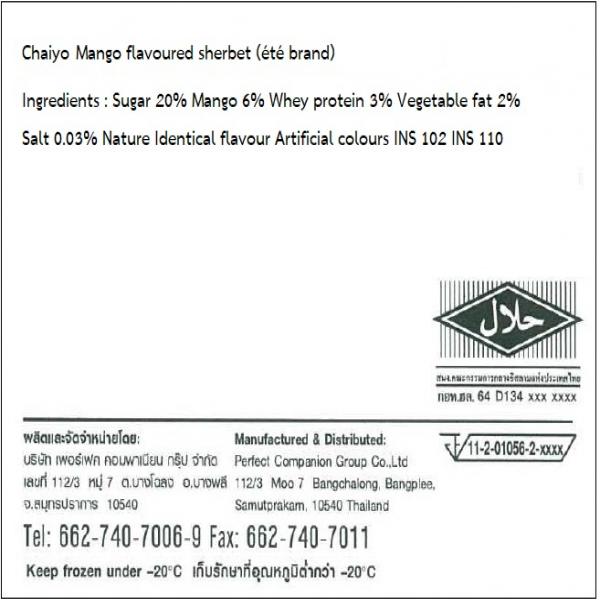 Chaiyo Mango flavoured sherbet (été brand)
Ingredients : Sugar 20% Mango 6% Whey protein 3% Vegetable fat 2%
Salt 0.03% Nature Identical flavour Artificial colours INS 102 INS 110
حلال
สนง.คณะกรรมการกลางอิสลามแห่งประเทศไทย
กอท.ฮล. 64 D134 xxx xxxx
ผลิตและจัดจำหน่ายโดย:
บริษัท เพอร์เฟค คอมพาเนียน กรุ๊ป จำกัด
เลขที่ 112/3 หมู่ 7 ต.บางโฉลง อ.บางพลี
จ.สมุทรปราการ 10540
Manufactured & Distributed:
Perfect Companion Group Co.,Ltd
112/3 Moo 7 Bangchalong, Bangplee,
Samutprakam, 10540 Thailand
11-2-01056-2-xxxx
Tel: 662-740-7006-9 Fax: 662-740-7011
Keep frozen under -20°C เก็บรักษาที่อุณหภูมิต่ำกว่า -20°C